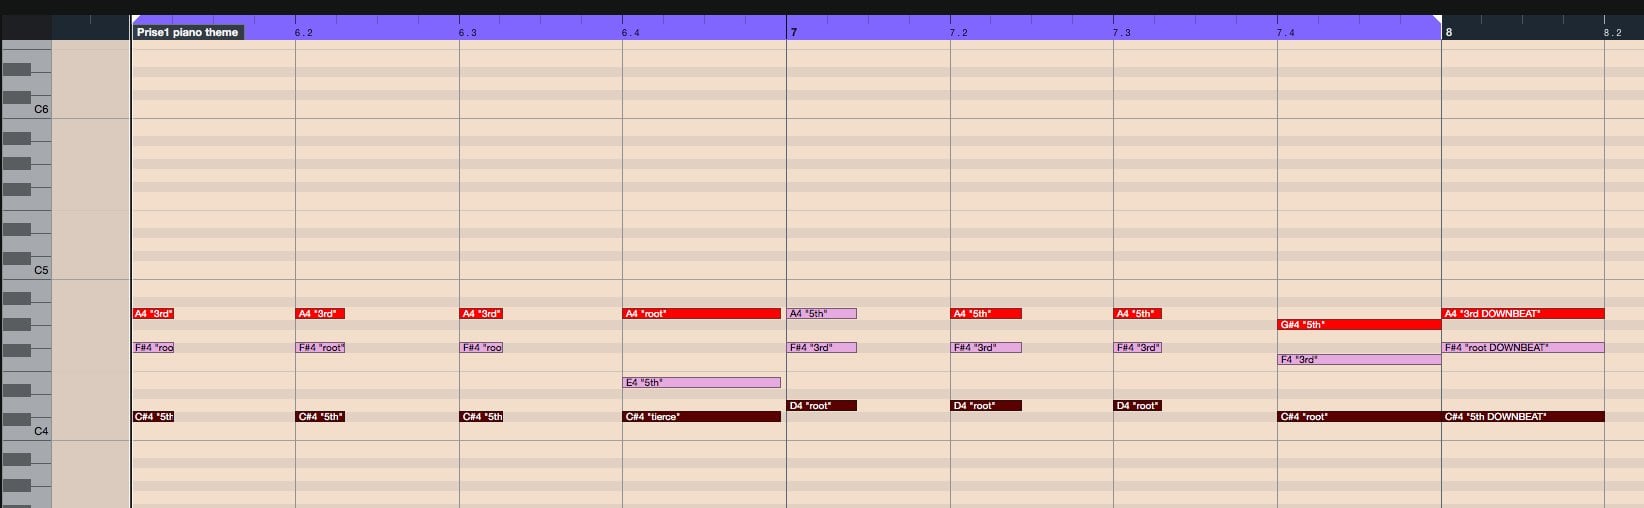 Prise1 piano theme
6.2
6.3
6.4
7
7.2
7.3
7.4
8
8.2
C6
C5
A4 "3rd"
A4 "3rd"
A4 "3rd"
A4 "root"
A4 "5th"
A4 "5th"
A4 "5th"
A4 "3rd DOWNBEAT"
G#4 "5th"
F#4 "roo
F#4 "root"
F#4 "roo
F#4 "3rd"
F#4 "3rd"
F#4 "3rd"
F#4 "root DOWNBEAT"
F4 "3rd"
E4 "5th"
D4 "root"
D4 "root"
D4 "root"
C#4 "5th
C#4 "5th"
C#4 "5th
C#4 "tierce"
C#4 "root"
C#4 "5th DOWNBEAT"
C4